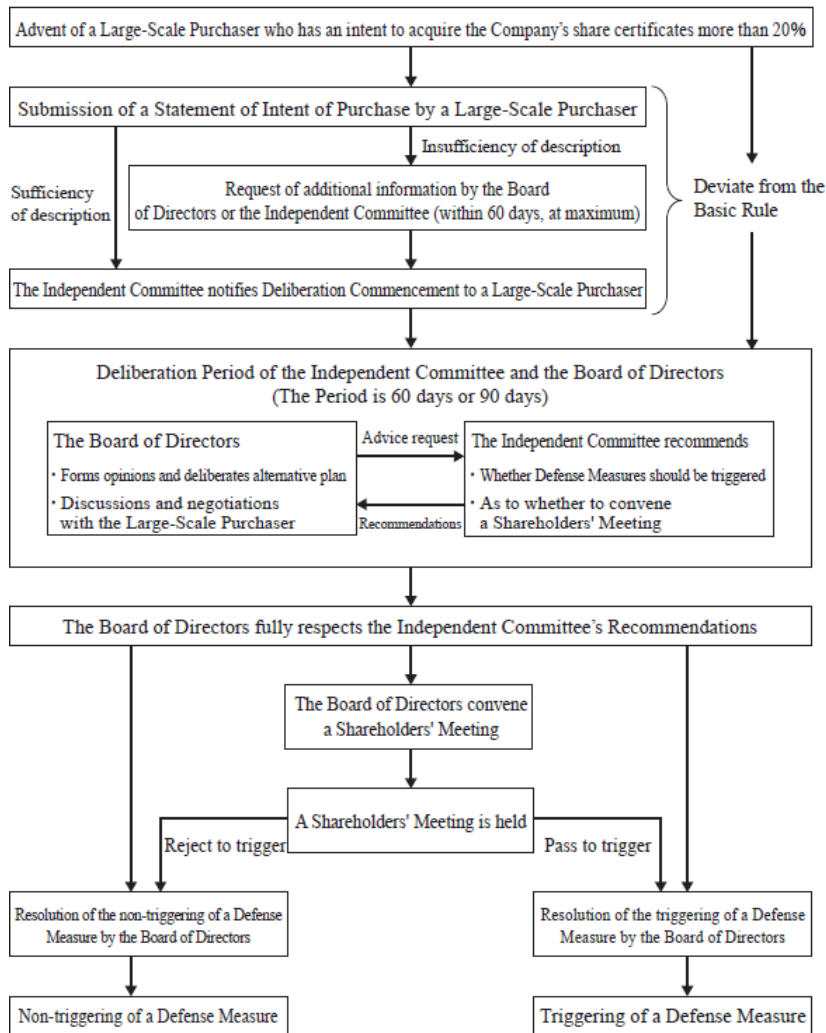 Advent of a Large-Scale Purchaser who has an intent to acquire the Company's share certificates more than 20%
Submission of a Statement of Intent of Purchase by a Large-Scale Purchaser
Insufficiency of description
Sufficiency
of description
Request of additional information by the Board
of Directors or the Independent Committee (within 60 days, at maximum)
Deviate from the
Basic Rule
The Independent Committee notifies Deliberation Commencement to a Large-Scale Purchaser
Deliberation Period of the Independent Committee and the Board of Directors
(The Period is 60 days or 90 days)
The Board of Directors
・Forms opinions and deliberates alternative plan
・Discussions and negotiations
with the Large-Scale Purchaser
Advice request
Recommendations
The Independent Committee recommends
・Whether Defense Measures should be triggered
・As to whether to convene
a Shareholders' Meeting
The Board of Directors fully respects the Independent Committee's Recommendations
The Board of Directors convene
a Shareholders' Meeting
A Shareholders' Meeting is held
Reject to trigger
Pass to trigger
Resolution of the non-triggering of a Defense
Measure by the Board of Directors
Resolution of the triggering of a Defense
Measure by the Board of Directors
Non-triggering of a Defense Measure
Triggering of a Defense Measure